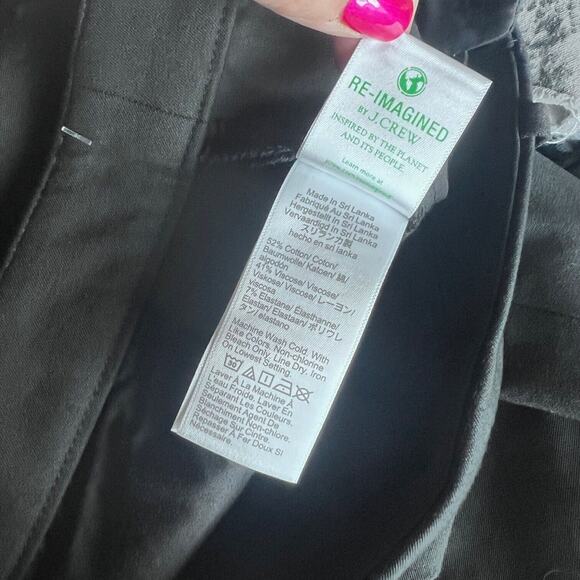 RE-IMAGINED
BY J.CREW
INSPIRED BY THE PLANET
AND ITS PEOPLE.
Learn more at
Made In Sri Lanka
Fabriqué Au Sri Lanka
Hergestellt In Sri Lanka
Vervaardigd In Sri Lanka
スリランカ製
hecho en sri lanka
52% Cotton/ Coton/
Baumwolle/ Katoen/ 綿/
algodón
41% Viscose/ Viscose/
Viskose/ Viscose/ レーヨン/
viscosa
7% Elastane/ Élasthanne/
Elastan/ Elastaan/ ポリウレ
タン/ elastano
Machine Wash Cold. With
Like Colors. Non-chlorine
Bleach Only. Line Dry. Iron
On Lowest Setting.
30
Laver À La Machine À
L'eau Froide. Laver En
Séparant Les Couleurs.
Seulement Agent De
Blanchiment Non-chlore.
Séchage Sur Cintre.
Repasser À Fer Doux Si
Nécessaire.